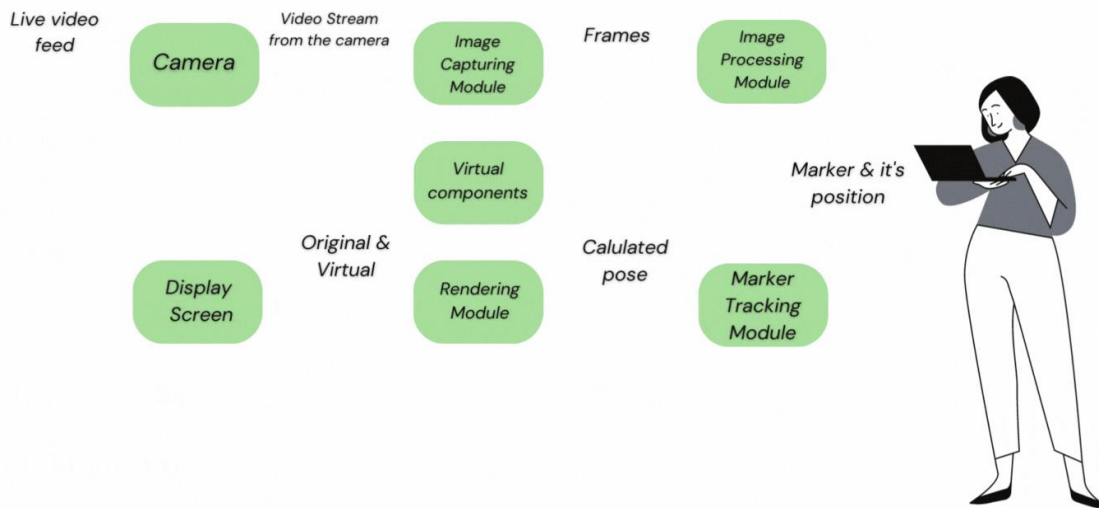 Live video
feed
Camera
Video Stream
from the camera
Image
Capturing
Module
Frames
Image
Processing
Module
Virtual
components
Marker & it's
position
Original &
Virtual
Calulated
pose
Display
Screen
Rendering
Module
Marker
Tracking
Module